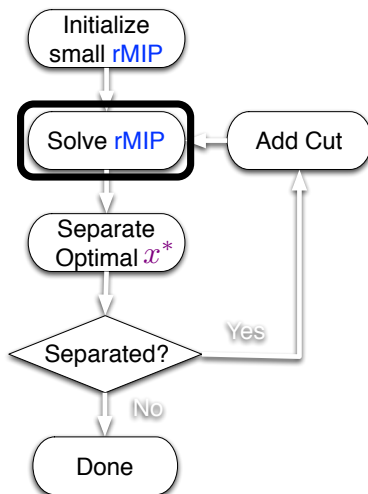 Initialize
small rMIP
Solve rMIP
Add Cut
Separate
Optimal x*
Separated?
Yes
No
Done